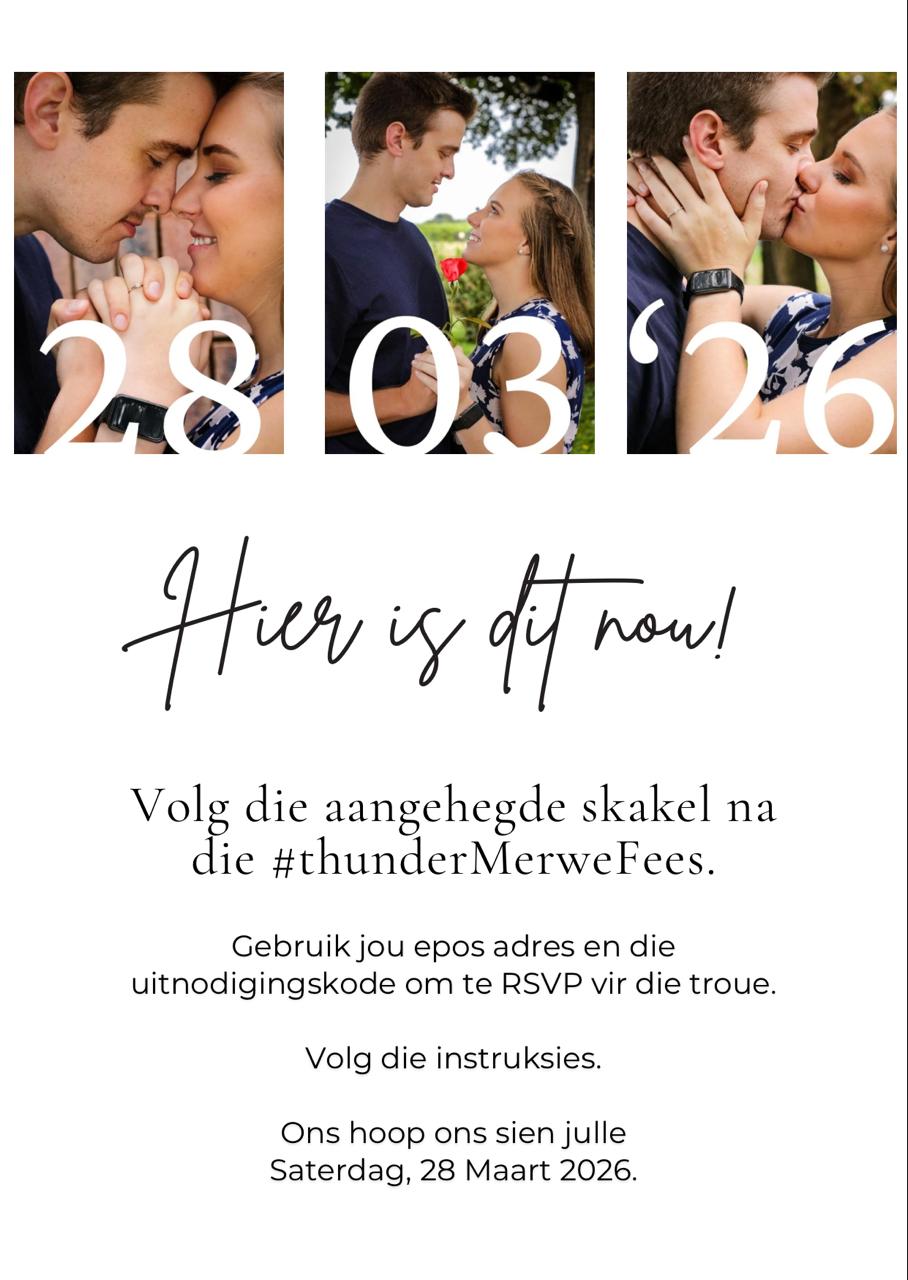 28 03 ‘26
Hier is dit nou!
Volg die aangehegde skakel na
die #thunderMerweFees.
Gebruik jou epos adres en die
uitnodigingskode om te RSVP vir die troue.
Volg die instruksies.
Ons hoop ons sien julle
Saterdag, 28 Maart 2026.